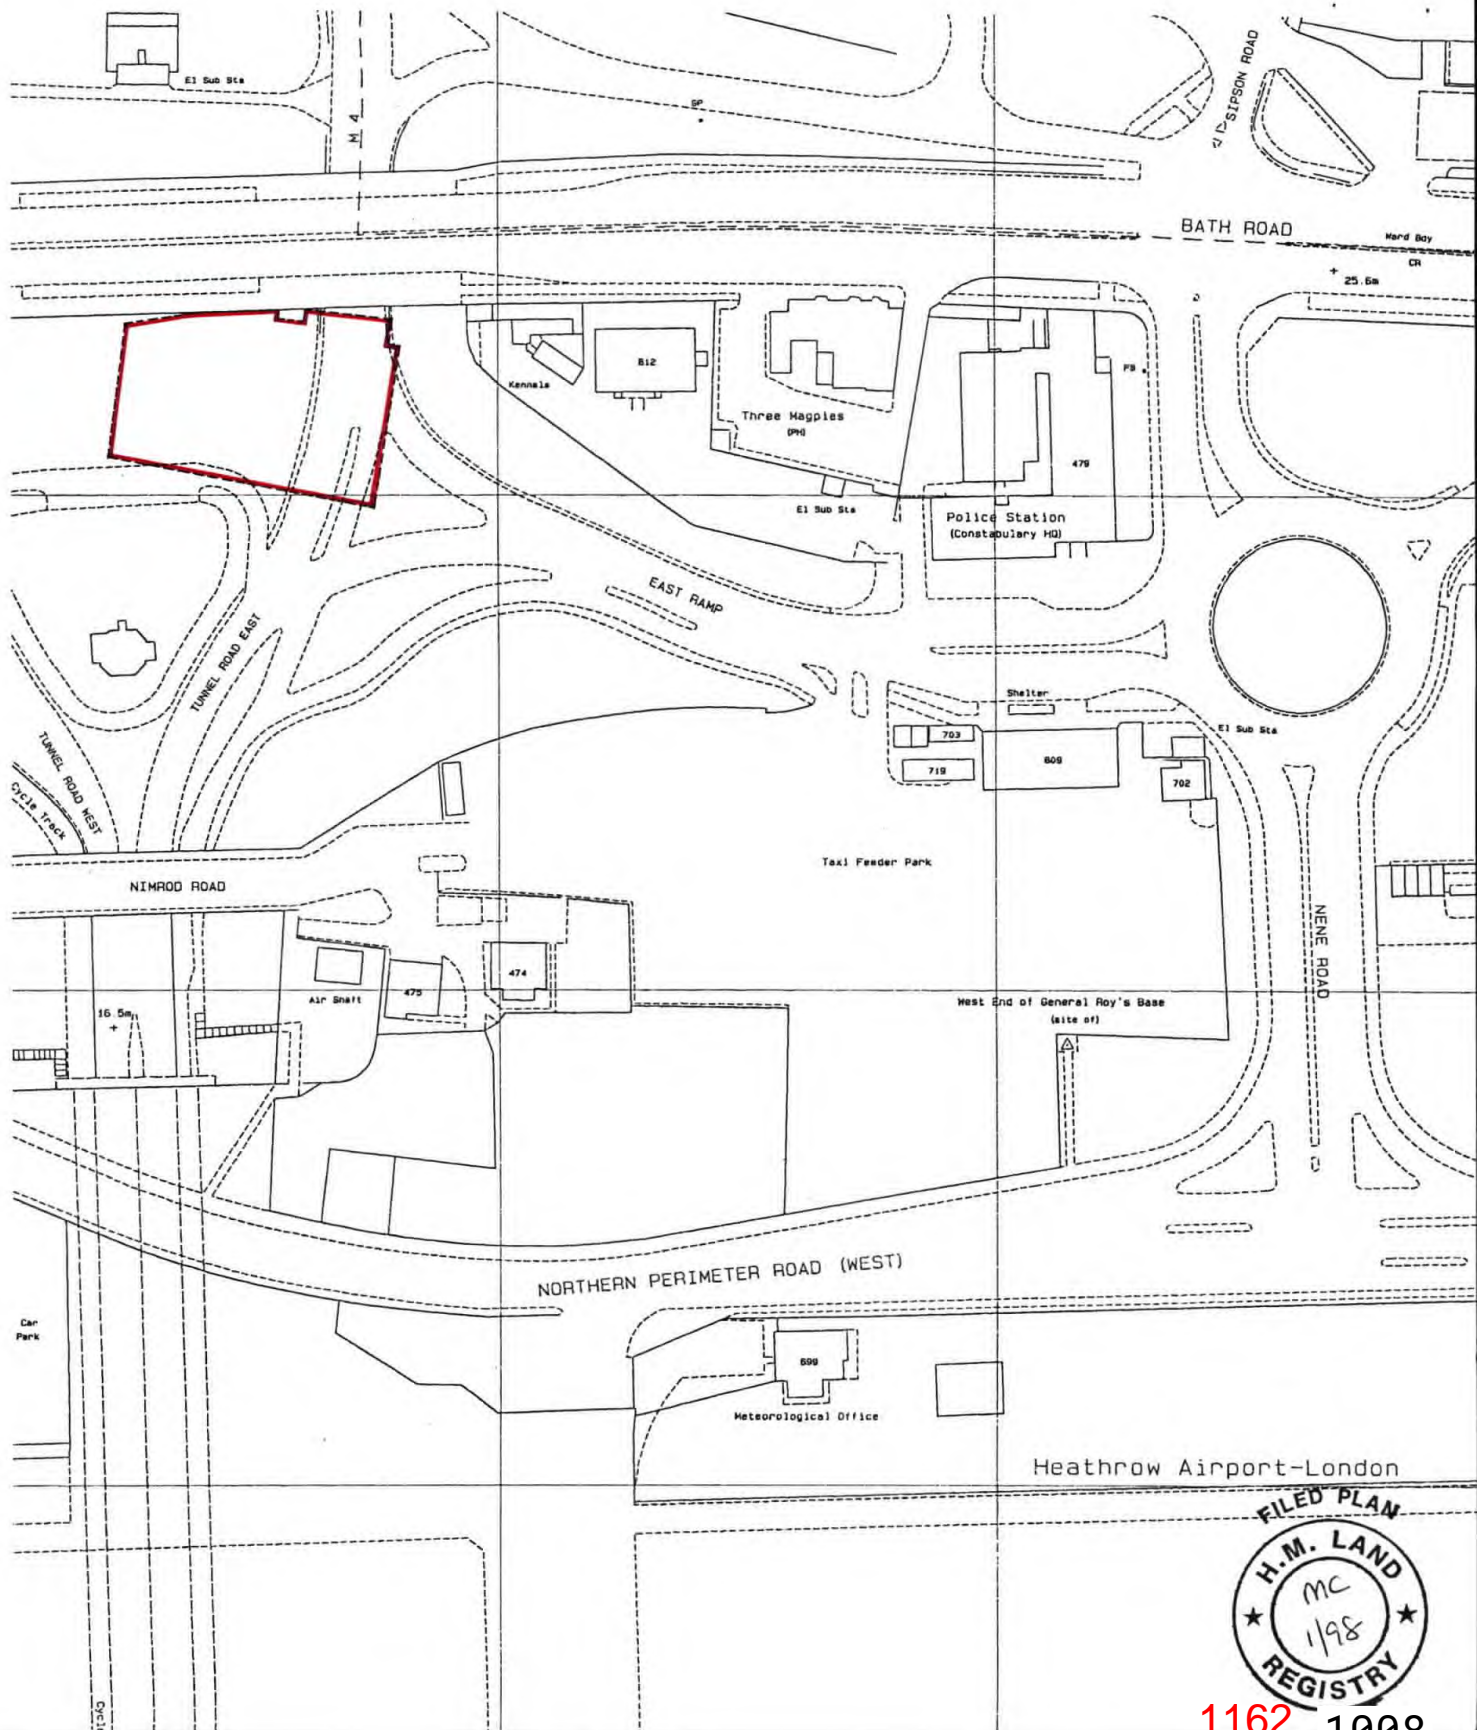 El Sub Sta
SIPSON ROAD
M 4
GP
BATH ROAD
Ward Bdy
CR
25.6m
Kennels
612
Three Magpies
(PH)
PB
479
El Sub Sta
Police Station
(Constabulary HQ)
EAST RAMP
TUNNEL ROAD EAST
Shelter
703
El Sub Sta
719
609
702
TUNNEL ROAD WEST
Cycle Track
Taxi Feeder Park
NIMROD ROAD
NENE ROAD
474
475
Air Shaft
West End of General Roy's Base
(site of)
16.5m
NORTHERN PERIMETER ROAD (WEST)
Car
Park
699
Meteorological Office
Heathrow Airport-London
FILED PLAN
H.M. LAND
MC
1/98
REGISTRY
1162